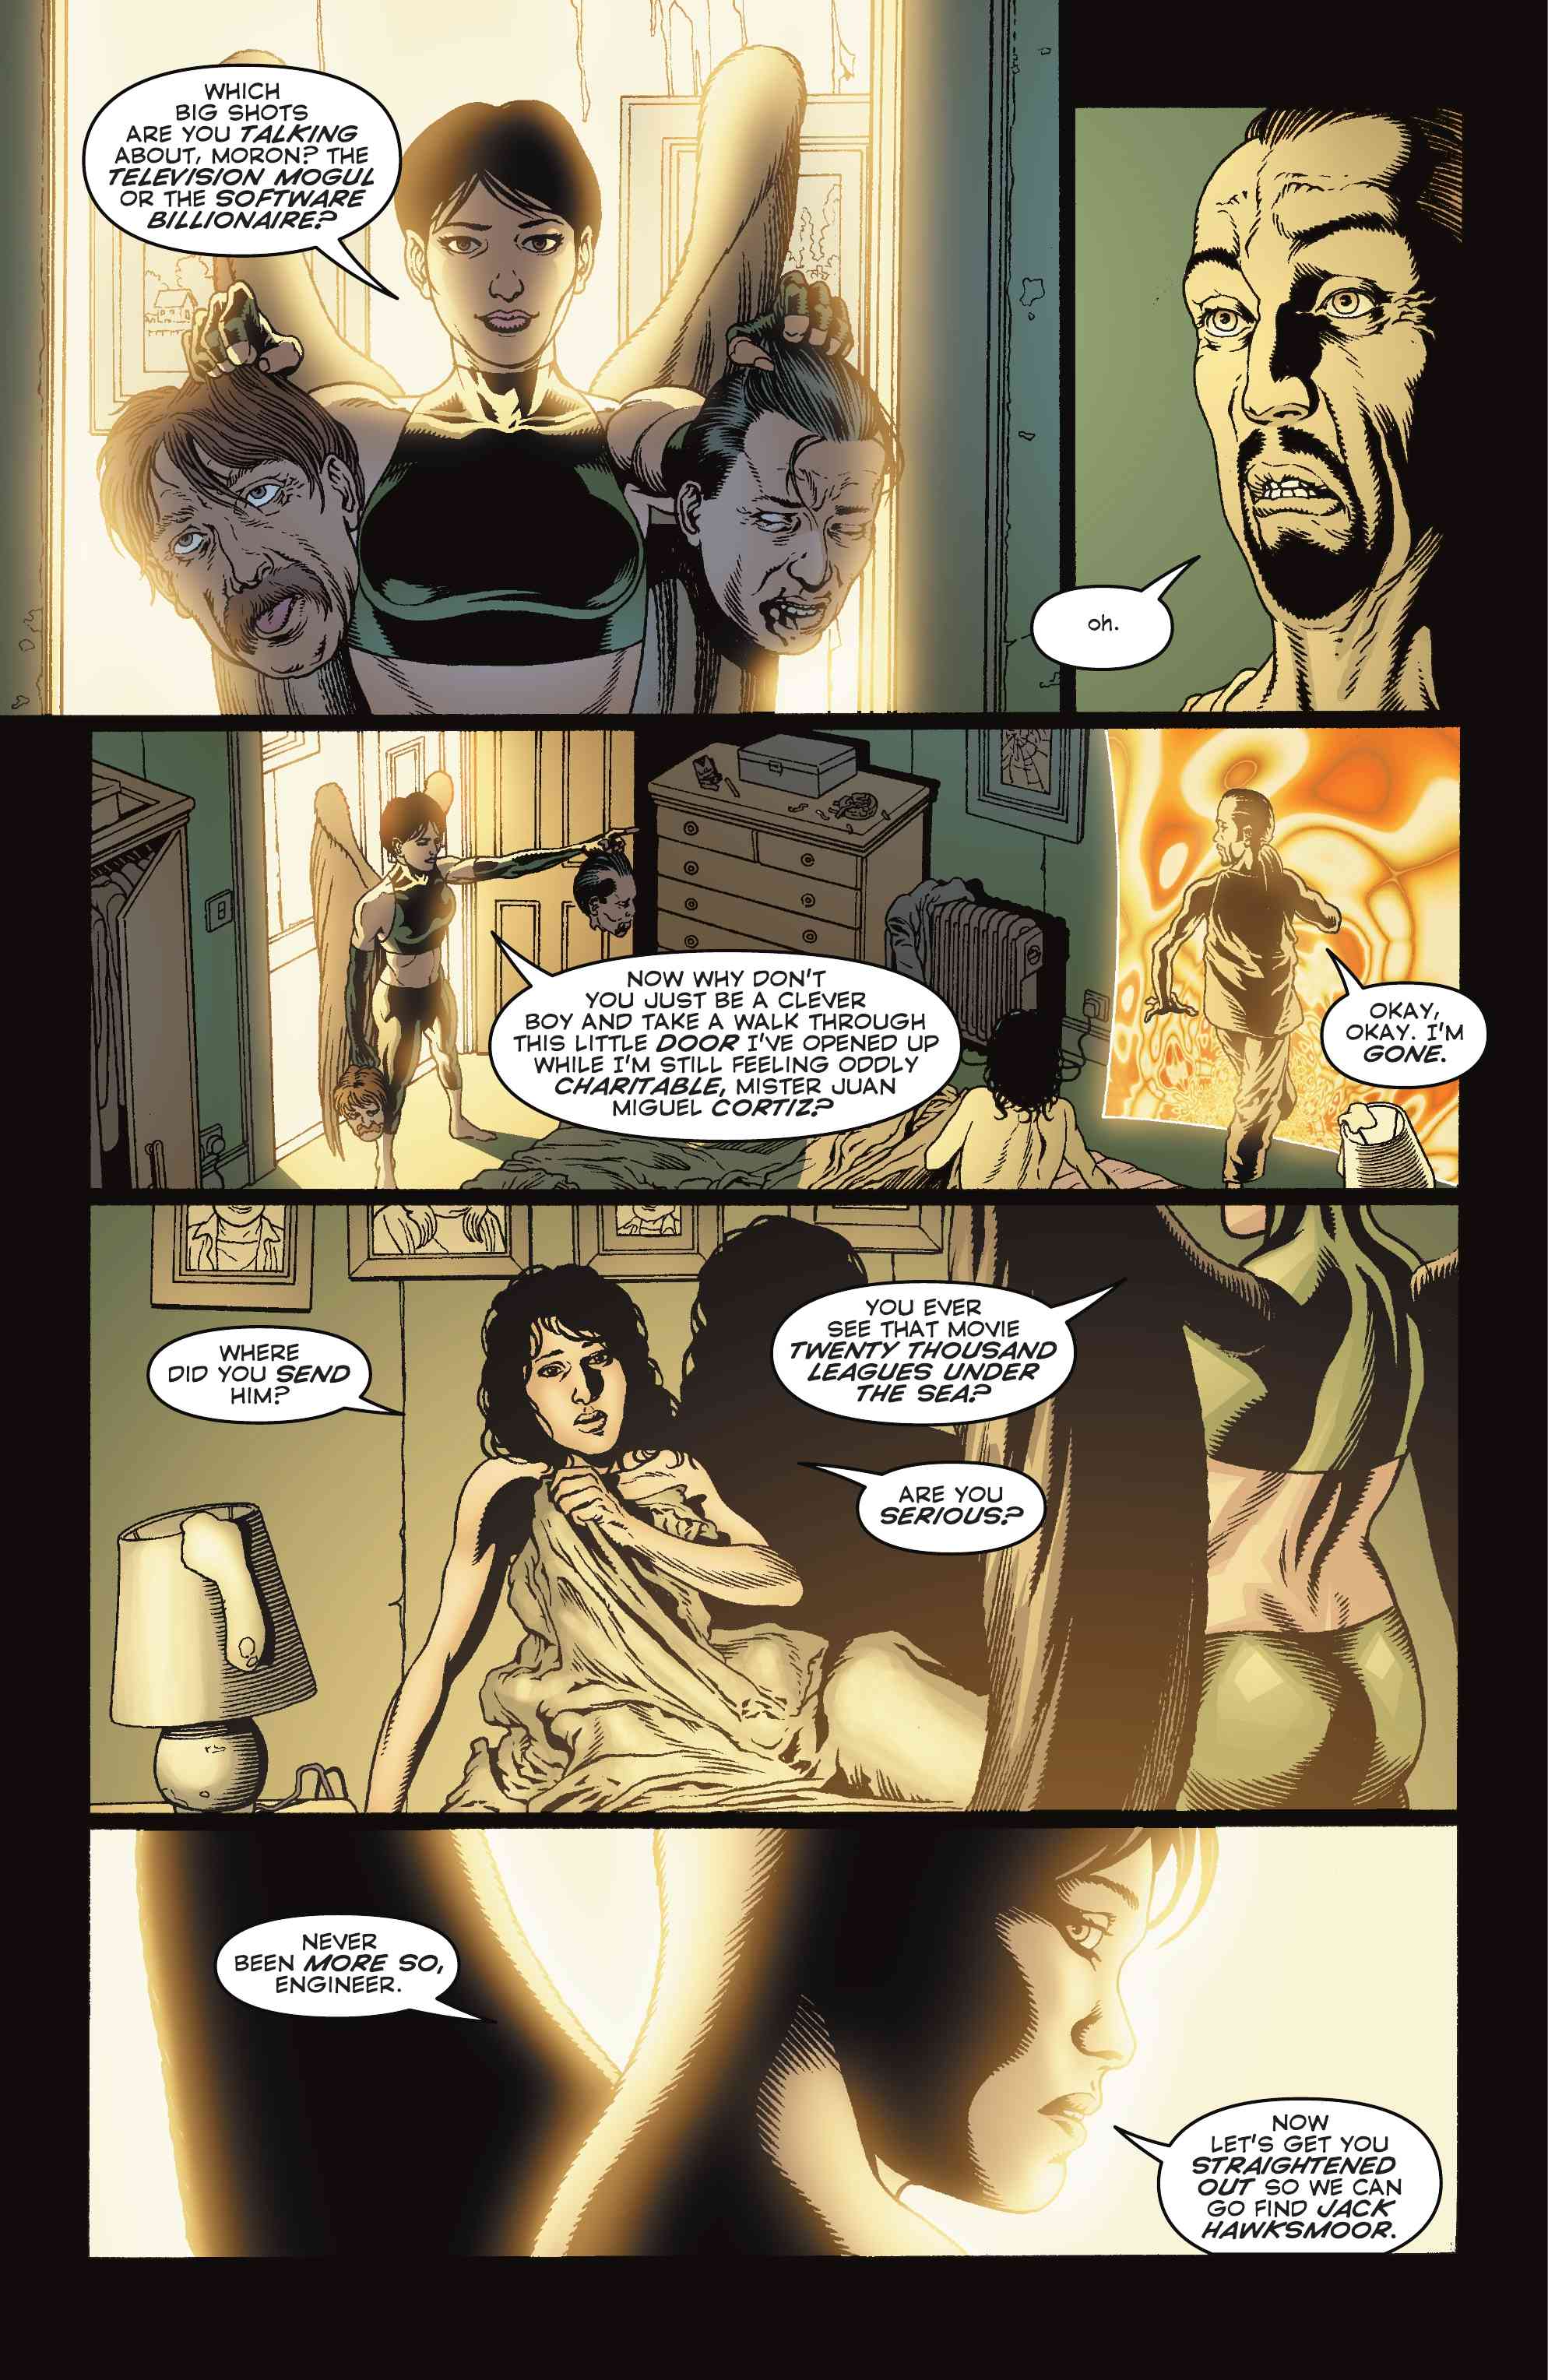 WHICH
BIG SHOTS
ARE YOU TALKING
ABOUT, MORON? THE
TELEVISION MOGUL
OR THE SOFTWARE
BILLIONAIRE?
oh.
NOW WHY DON'T
YOU JUST BE A CLEVER
BOY AND TAKE A WALK THROUGH
THIS LITTLE DOOR I'VE OPENED UP
WHILE I'M STILL FEELING ODDLY
CHARITABLE, MISTER JUAN
MIGUEL CORTIZ?
OKAY,
OKAY. I'M
GONE.
WHERE
DID YOU SEND
HIM?
YOU EVER
SEE THAT MOVIE
TWENTY THOUSAND
LEAGUES UNDER
THE SEA?
ARE YOU
SERIOUS?
NEVER
BEEN MORE SO,
ENGINEER.
NOW
LET'S GET YOU
STRAIGHTENED
OUT SO WE CAN
GO FIND JACK
HAWKSMOOR.